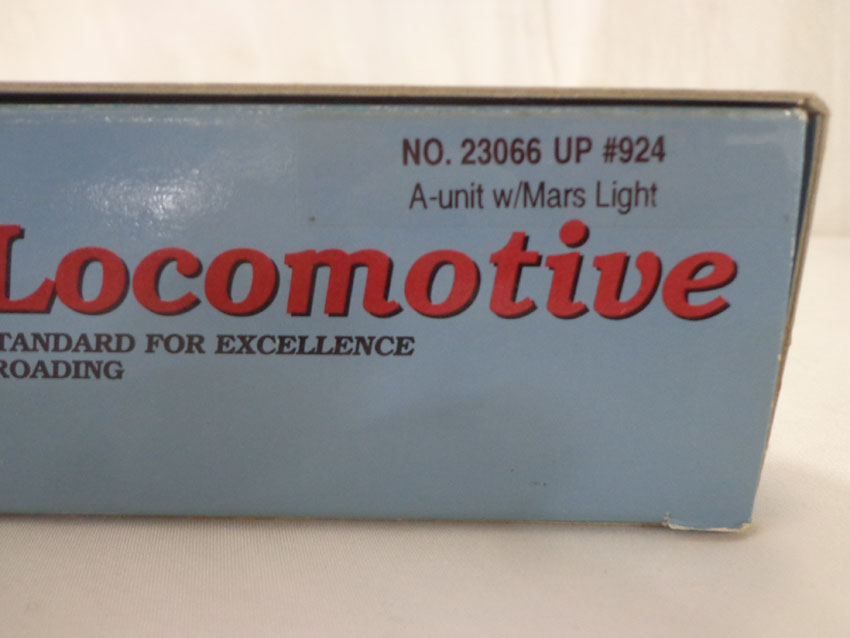 NO. 23066 UP #924
A-unit w/Mars Light
Locomotive
TANDARD FOR EXCELLENCE
ROADING